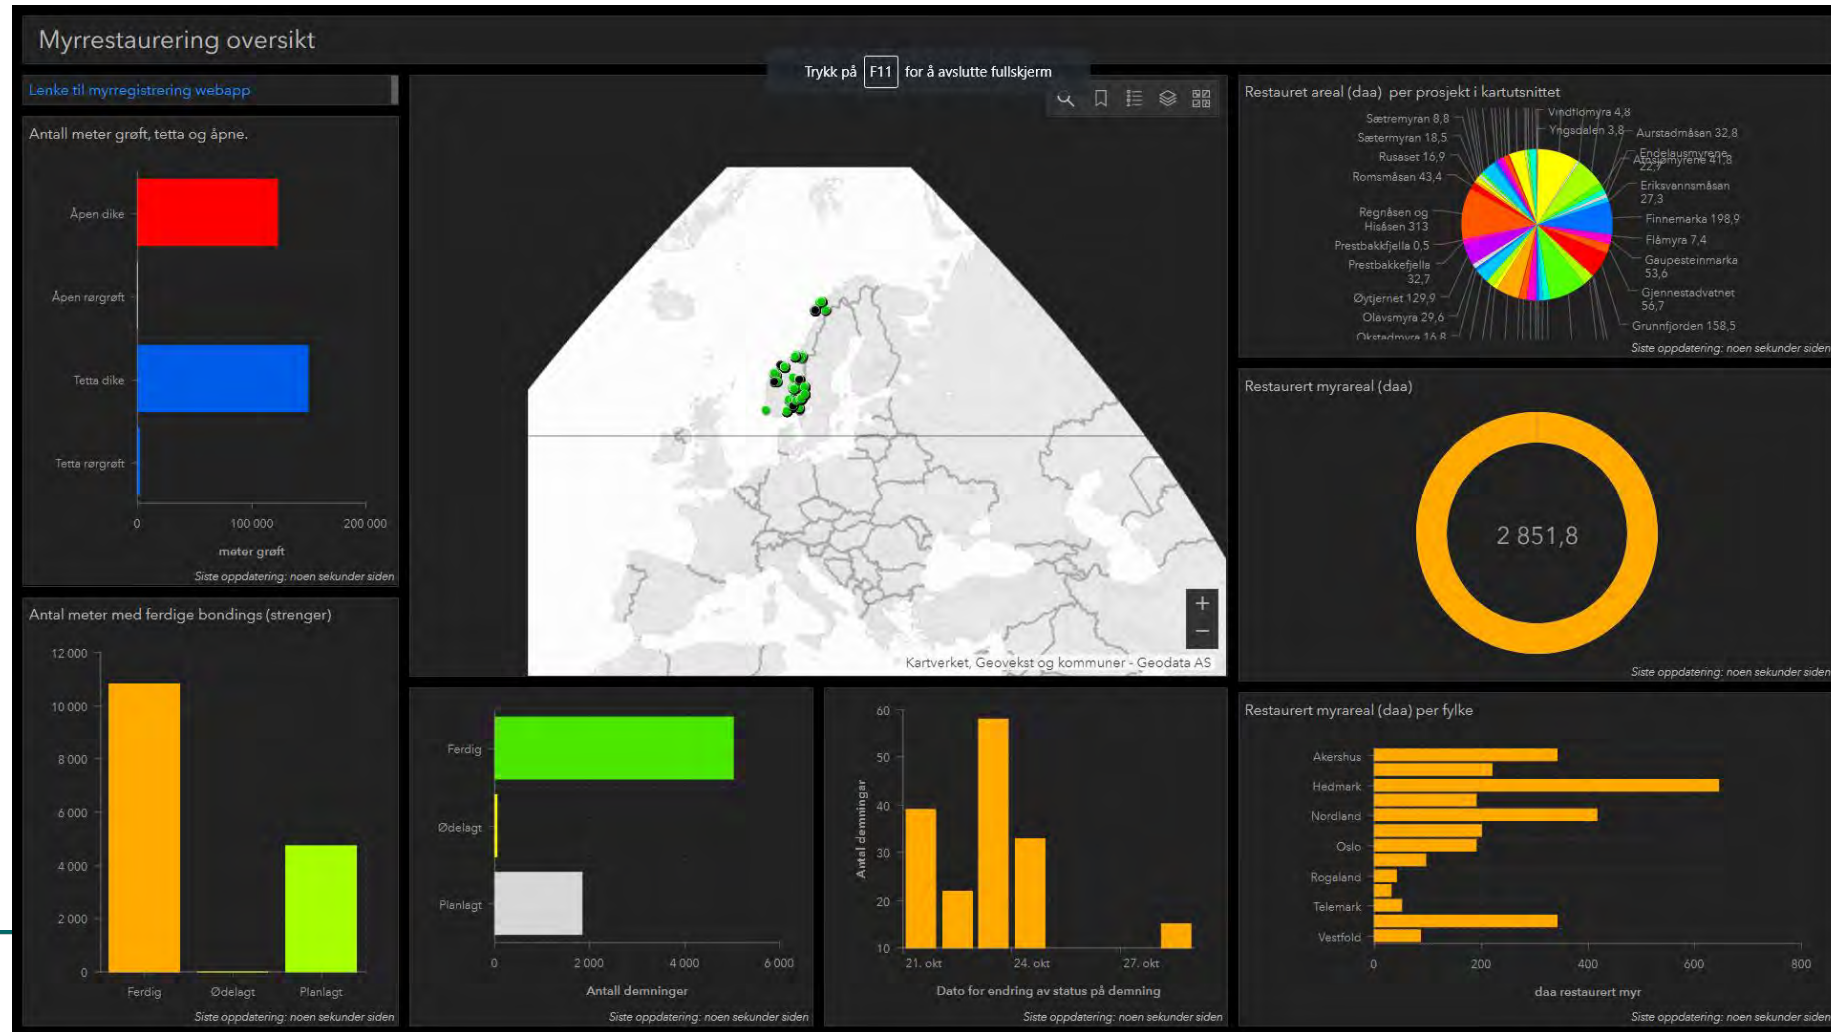 Myrrestaurering oversikt
Trykk på F11 for å avslutte fullskjerm
Lenke til myrregistrering webapp
Antall meter grøft, tetta og åpne.
Åpen dike
Åpen rørgrøft
Tetta dike
Tetta rørgrøft
0
100 000
200 000
meter grøft
Siste oppdatering: noen sekunder siden
Antal meter med ferdige bondings (strenger)
12 000
10 000
8 000
6 000
4 000
2 000
0
Ferdig
Ødelagt
Planlagt
Siste oppdatering: noen sekunder siden
Kartverket, Geovekst og kommuner - Geodata AS
Ferdig
Ødelagt
Planlagt
0
2 000
4 000
6 000
Antall demninger
Siste oppdatering: noen sekunder siden
Antal demningar
60
50
40
30
20
10
21. okt
24. okt
27. okt
Dato for endring av status på demning
Siste oppdatering: noen sekunder siden
Restauret areal (daa) per prosjekt i kartutsnittet
Sætremyran 8,8
Sætermyran 18,5
Rusaset 16,9
Romsmåsan 43,4
Regnåsen og
Hisåsen 313
Prestbakkfjella 0,5
Prestbakkefjella
32,7
Øytjernet 129,9
Olavsmyra 29,6
Okstadmyra 16,8
Vindflomyra 4,8
Yngsdalen 3,8
Aurstadmåsan 32,8
Endelausmyrene
22,7
41,8
Eriksvannsmåsan
27,3
Finnemarka 198,9
Flåmyra 7,4
Gaupesteinmarka
53,6
Gjennestadvatnet
56,7
Grunnfjorden 158,5
Siste oppdatering: noen sekunder siden
Restaurert myrareal (daa)
2 851,8
Siste oppdatering: noen sekunder siden
Restaurert myrareal (daa) per fylke
Akershus
Hedmark
Nordland
Oslo
Rogaland
Telemark
Vestfold
0
200
400
600
800
daa restaurert myr
Siste oppdatering: noen sekunder siden